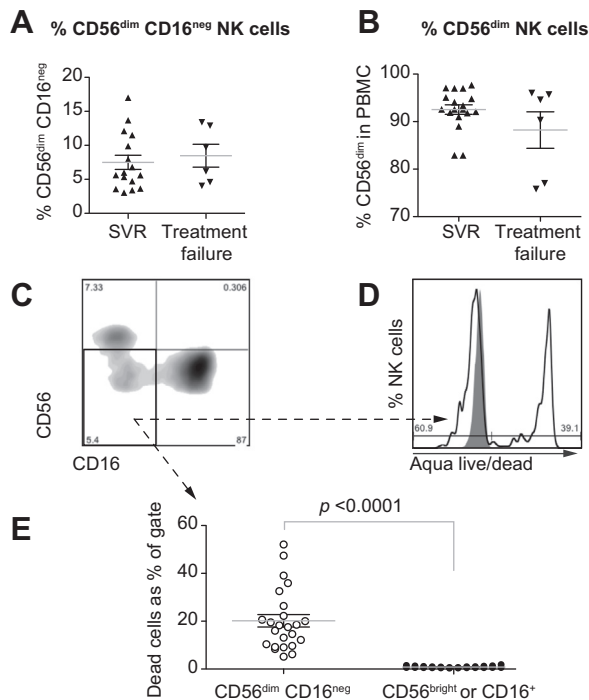 A % CD56dim CD16neg NK cells
% CD56dim CD16neg
20
15
10
5
0
SVR Treatment failure
B % CD56dim NK cells
% CD56dim in PBMC
100
90
80
70
SVR Treatment failure
C
7.33 0.306
CD56
5.4 87
CD16
D
% NK cells
60.9 39.1
Aqua live/dead
E
p <0.0001
Dead cells as % of gate
60
40
20
0
CD56dim CD16neg CD56bright or CD16+